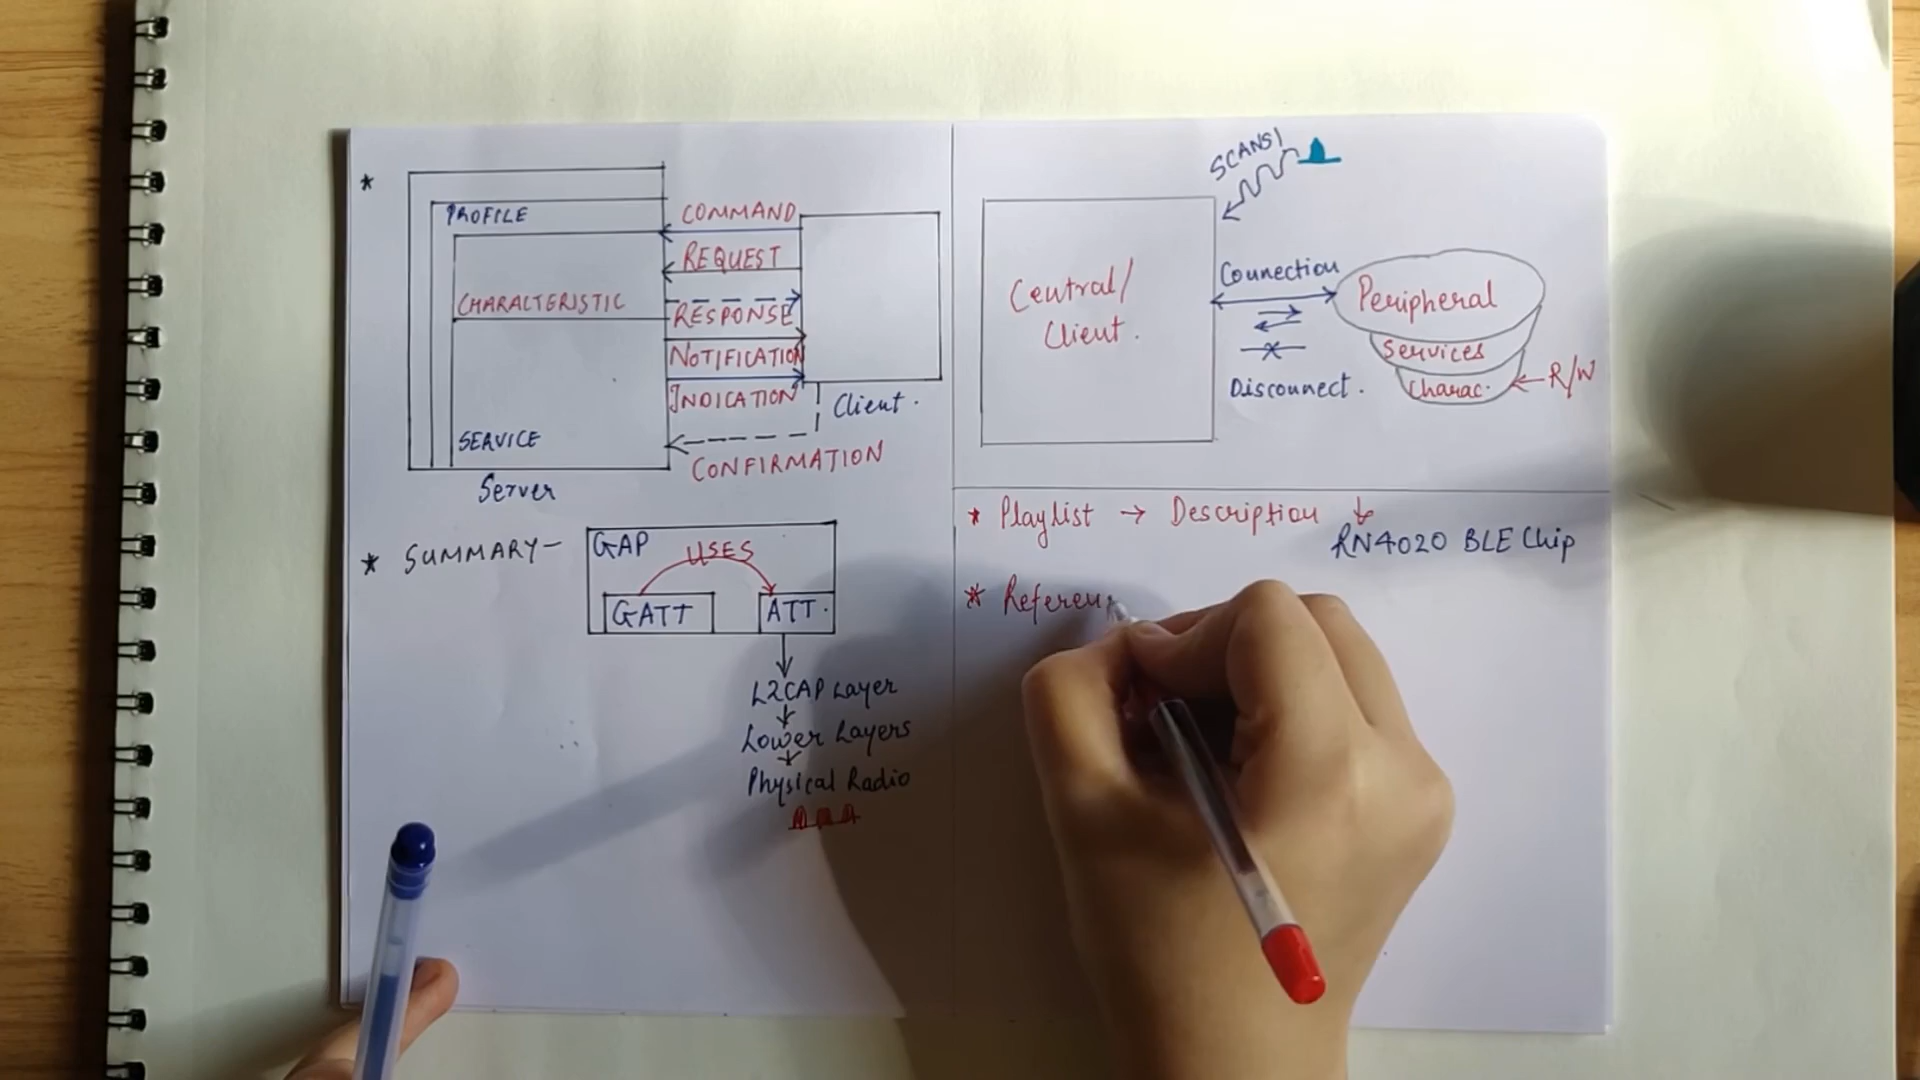 *
PROFILE
CHARACTERISTIC
SERVICE
Server
COMMAND
REQUEST
RESPONSE
NOTIFICATION
INDICATION
Client.
CONFIRMATION
* SUMMARY-
GAP
USES
GATT
ATT.
L2CAP Layer
Lower Layers
Physical Radio
SCANS!
Central/
Client.
Connection
Disconnect.
Peripheral
Services
Charac.
R/W
* Playlist → Description
RN4020 BLE Chip
* Referen